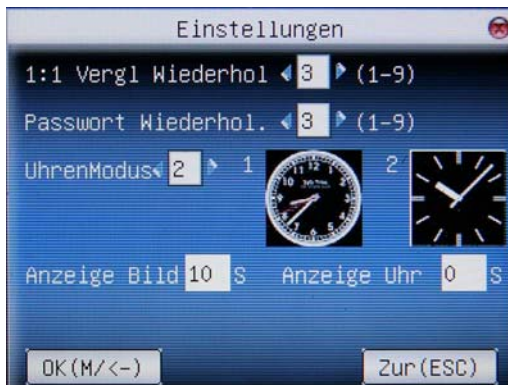 Einstellungen
1:1 Vergl Wiederhol 3 (1-9)
Passwort Wiederhol. 3 (1-9)
UhrenModus 2 1 2
Anzeige Bild 10 S Anzeige Uhr 0 S
OK(M/<-) Zur(ESC)